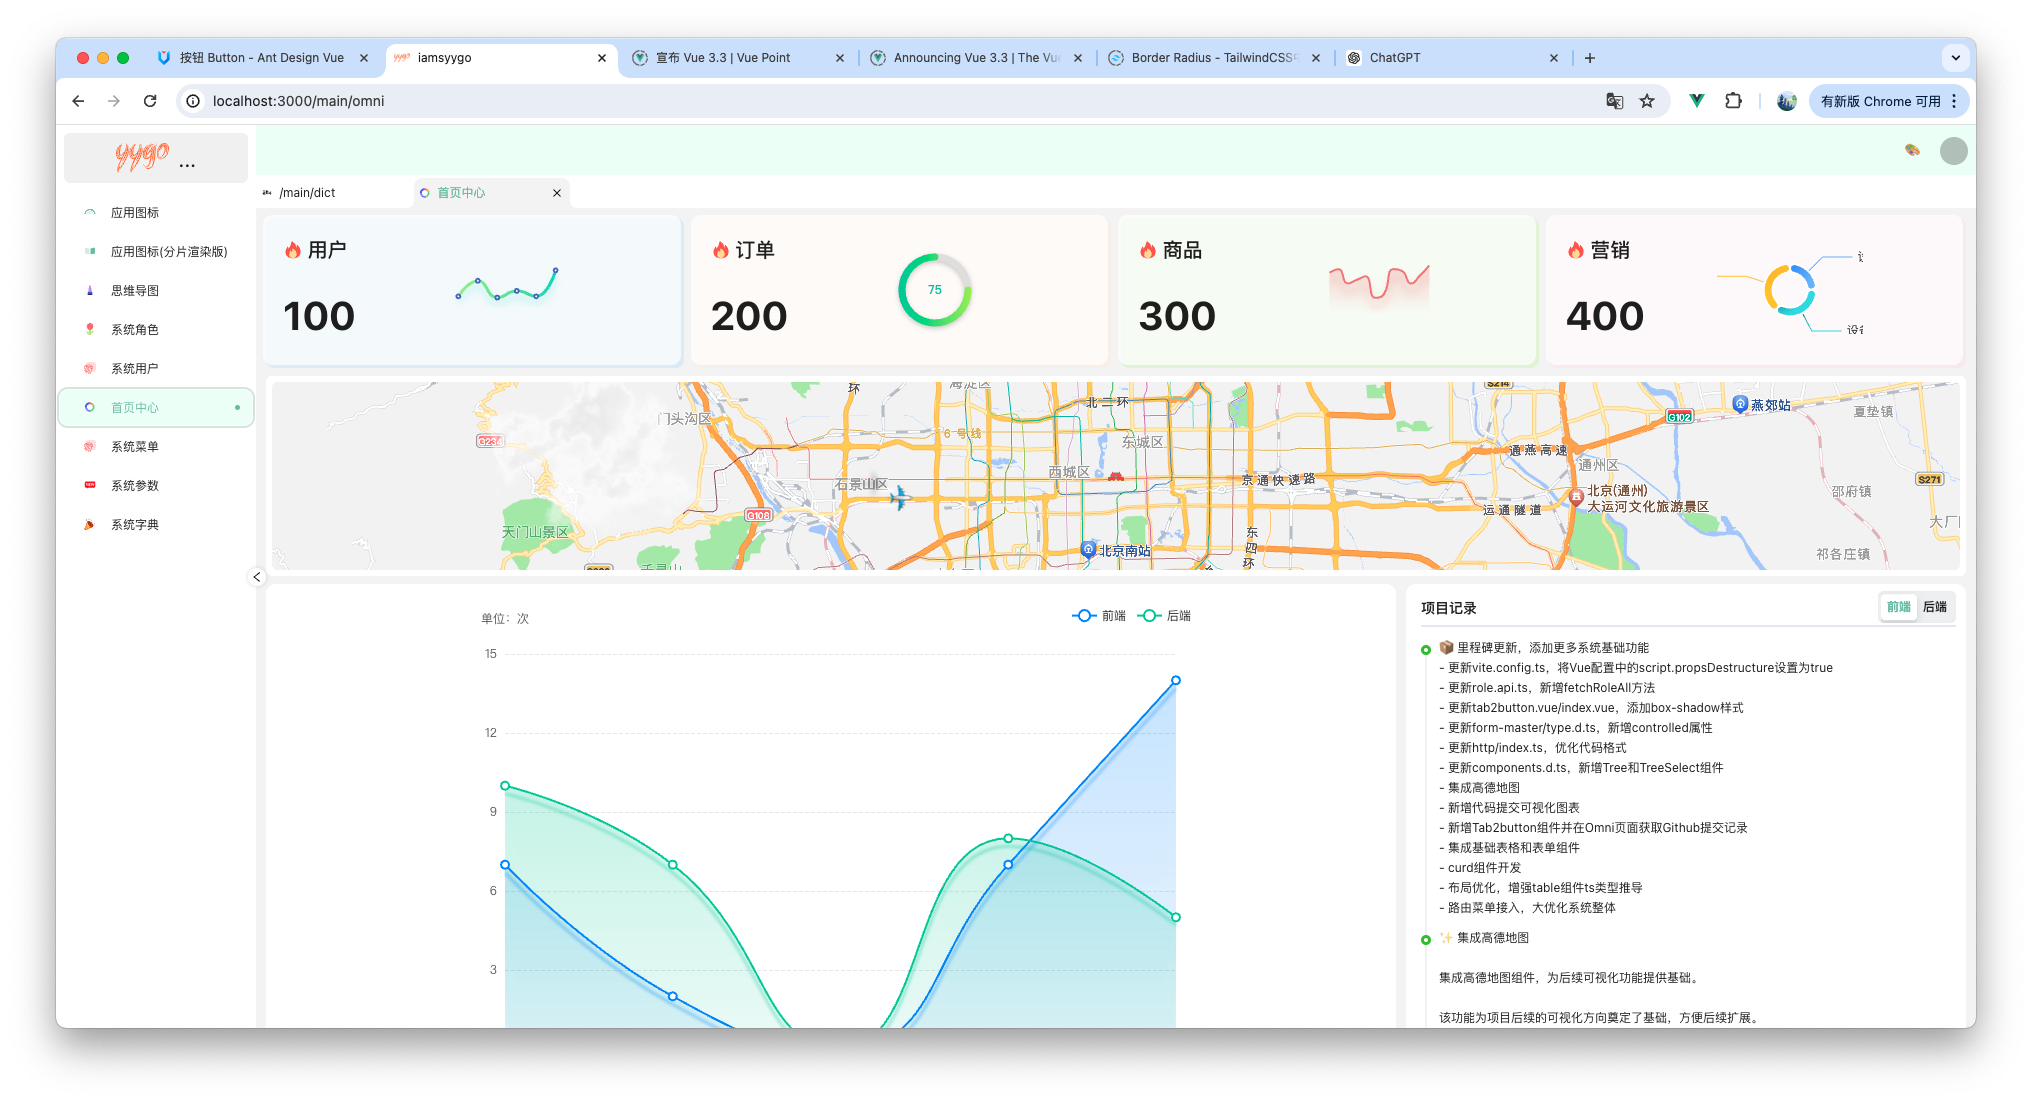 按钮 Button - Ant Design Vue
iamsyygo
宣布 Vue 3.3 | Vue Point
Announcing Vue 3.3 | The Vu
Border Radius - TailwindCSS
ChatGPT
localhost:3000/main/omni
有新版 Chrome 可用
yygo ...
/main/dict
首页中心
应用图标
应用图标(分片渲染版)
思维导图
系统角色
系统用户
首页中心
系统菜单
系统参数
系统字典
用户
100
订单
200
75
商品
300
营销
400
设
环
海淀区
北二环
S214
G102
燕郊站
夏垫镇
门头沟区
G234
6号线
东城区
西城区
通燕高速
通州区
石景山区
京通快速路
S271
北京(通州)
大运河文化旅游景区
邵府镇
G108
运通隧道
大厂
天门山景区
北京南站
东四环
祁各庄镇
千灵山
单位：次
前端
后端
15
12
9
6
3
项目记录
前端
后端
📦 里程碑更新，添加更多系统基础功能
- 更新vite.config.ts，将Vue配置中的script.propsDestructure设置为true
- 更新role.api.ts，新增fetchRoleAll方法
- 更新tab2button.vue/index.vue，添加box-shadow样式
- 更新form-master/type.d.ts，新增controlled属性
- 更新http/index.ts，优化代码格式
- 更新components.d.ts，新增Tree和TreeSelect组件
- 集成高德地图
- 新增代码提交可视化图表
- 新增Tab2button组件并在Omni页面获取Github提交记录
- 集成基础表格和表单组件
- curd组件开发
- 布局优化，增强table组件ts类型推导
- 路由菜单接入，大优化系统整体
✨ 集成高德地图
集成高德地图组件，为后续可视化功能提供基础。
该功能为项目后续的可视化方向奠定了基础，方便后续扩展。